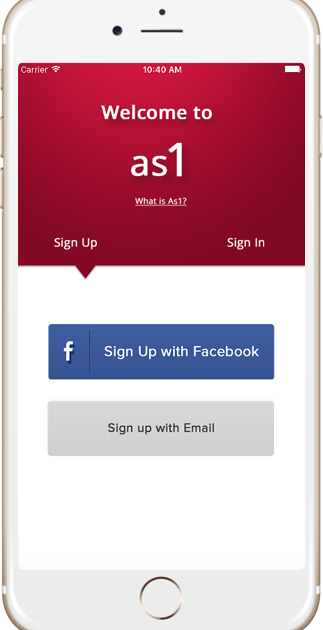 Carrier 10:40 AM
Welcome to
as1
What is As1?
Sign Up Sign In
f Sign Up with Facebook
Sign up with Email